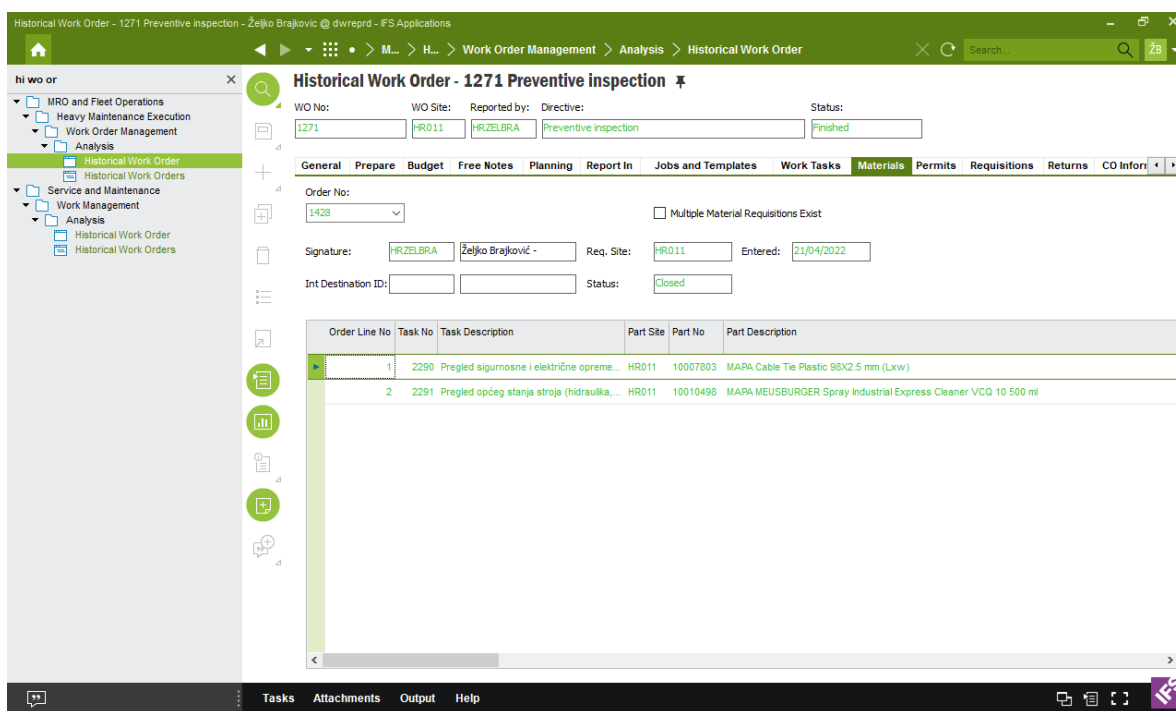 Historical Work Order - 1271 Preventive inspection - Željko Brajkovic @ dwreprd - IFS Applications
M... > H... > Work Order Management > Analysis > Historical Work Order
Search...
ŽB
hi wo or
MRO and Fleet Operations
Heavy Maintenance Execution
Work Order Management
Analysis
Historical Work Order
Historical Work Orders
Service and Maintenance
Work Management
Analysis
Historical Work Order
Historical Work Orders
Historical Work Order - 1271 Preventive inspection
WO No: WO Site: Reported by: Directive: Status:
1271 HR011 HRZELBRA Preventive inspection Finished
General Prepare Budget Free Notes Planning Report In Jobs and Templates Work Tasks Materials Permits Requisitions Returns CO Inforr
Order No:
1428 Multiple Material Requisitions Exist
Signature: HRZELBRA Željko Brajković - Req. Site: HR011 Entered: 21/04/2022
Int Destination ID: Status: Closed
Order Line No Task No Task Description Part Site Part No Part Description
1 2290 Pregled sigurnosne i električne opreme... HR011 10007803 MAPA Cable Tie Plastic 98X2.5 mm (Lxw)
2 2291 Pregled općeg stanja stroja (hidraulika,... HR011 10010498 MAPA MEUSBURGER Spray Industrial Express Cleaner VCQ 10 500 ml
Tasks Attachments Output Help
IFS